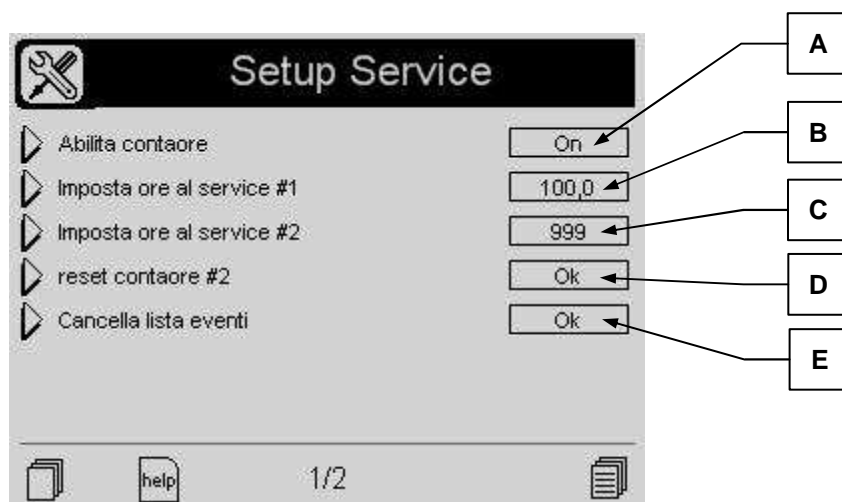 Setup Service
A
Abilita contaore On
B
Imposta ore al service #1 100,0
C
Imposta ore al service #2 999
reset contaore #2 Ok
D
Cancella lista eventi Ok
E
help 1/2